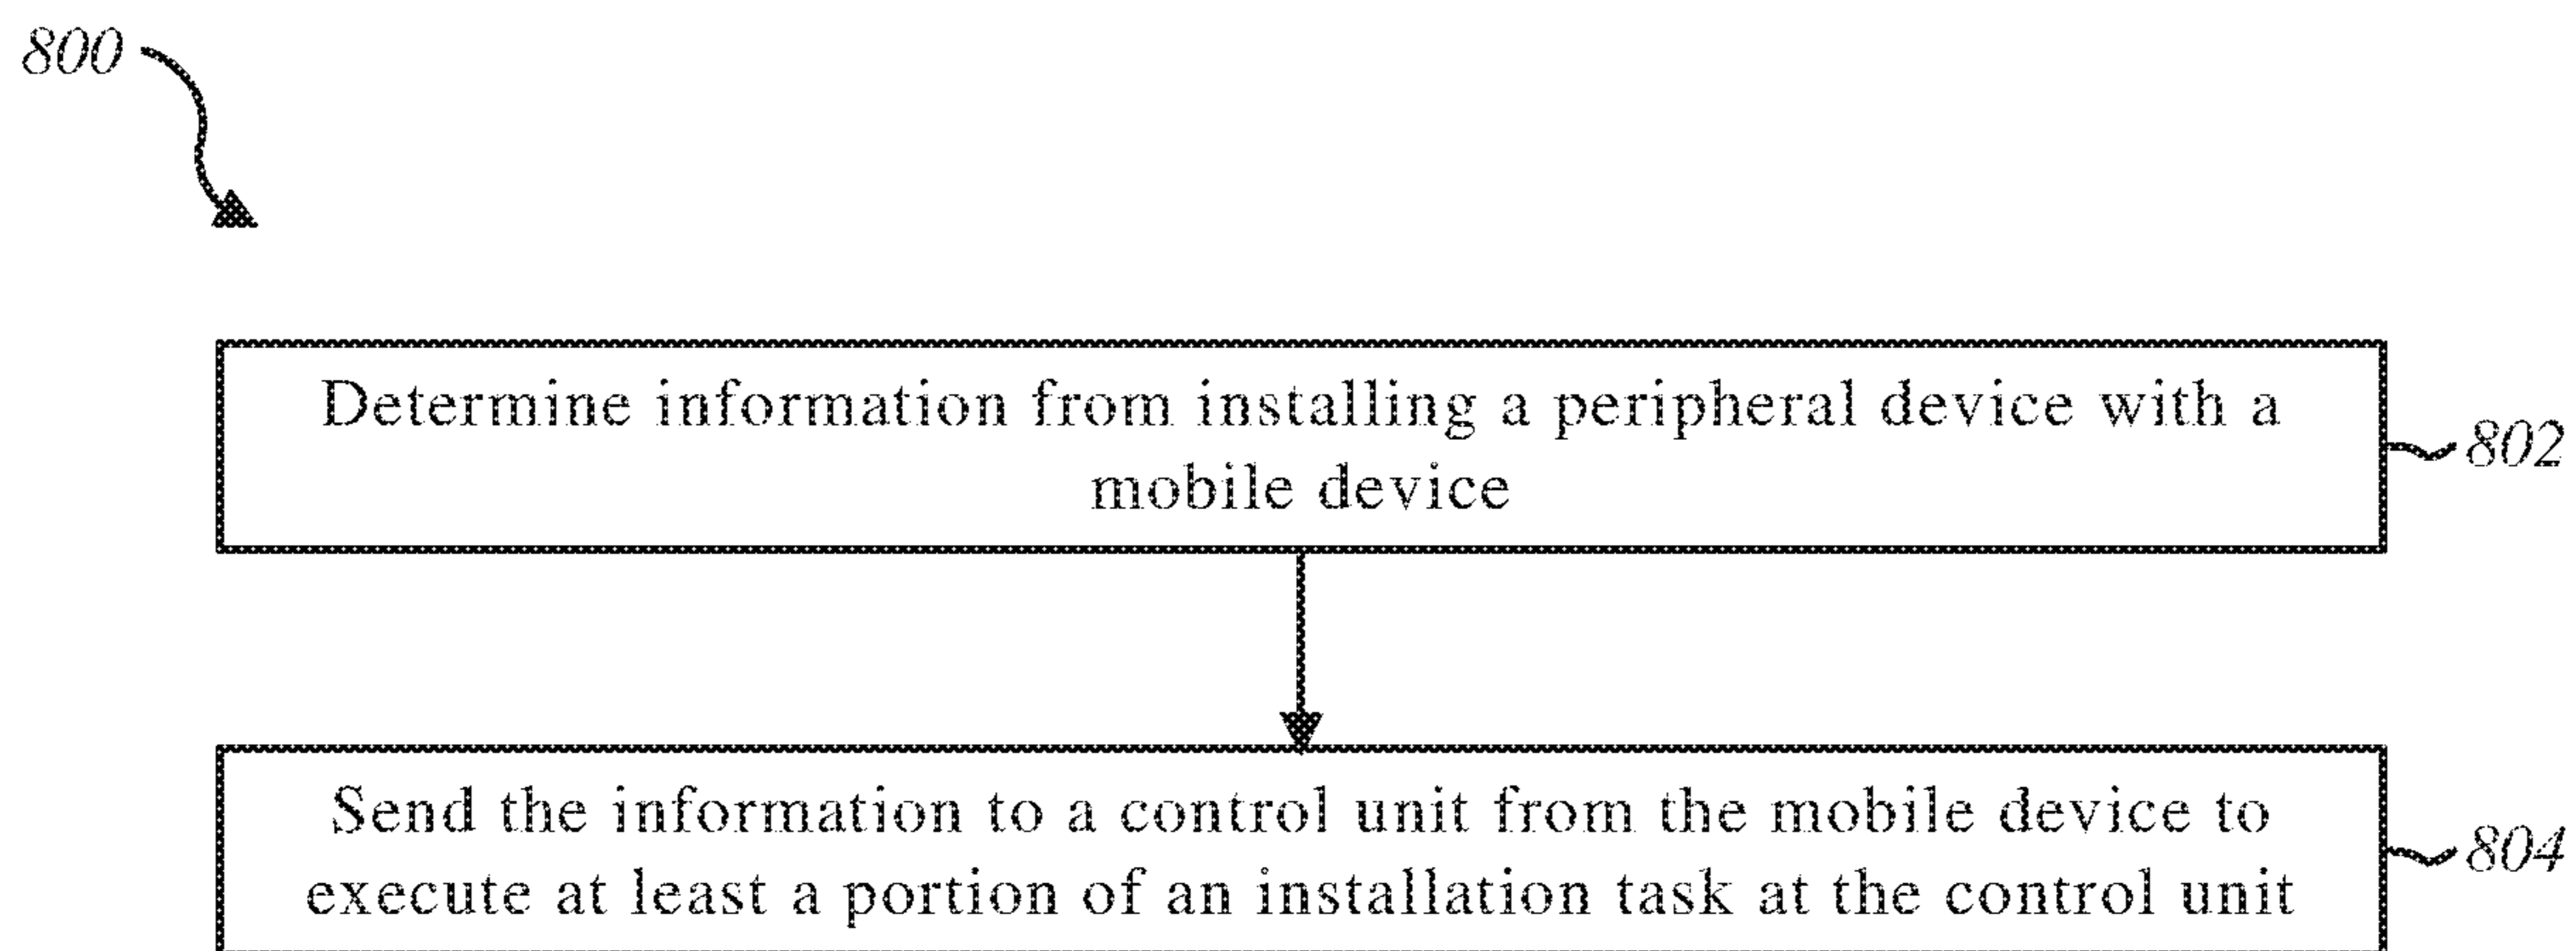 800
Determine information from installing a peripheral device with a
mobile device
802
Send the information to a control unit from the mobile device to
execute at least a portion of an installation task at the control unit
804